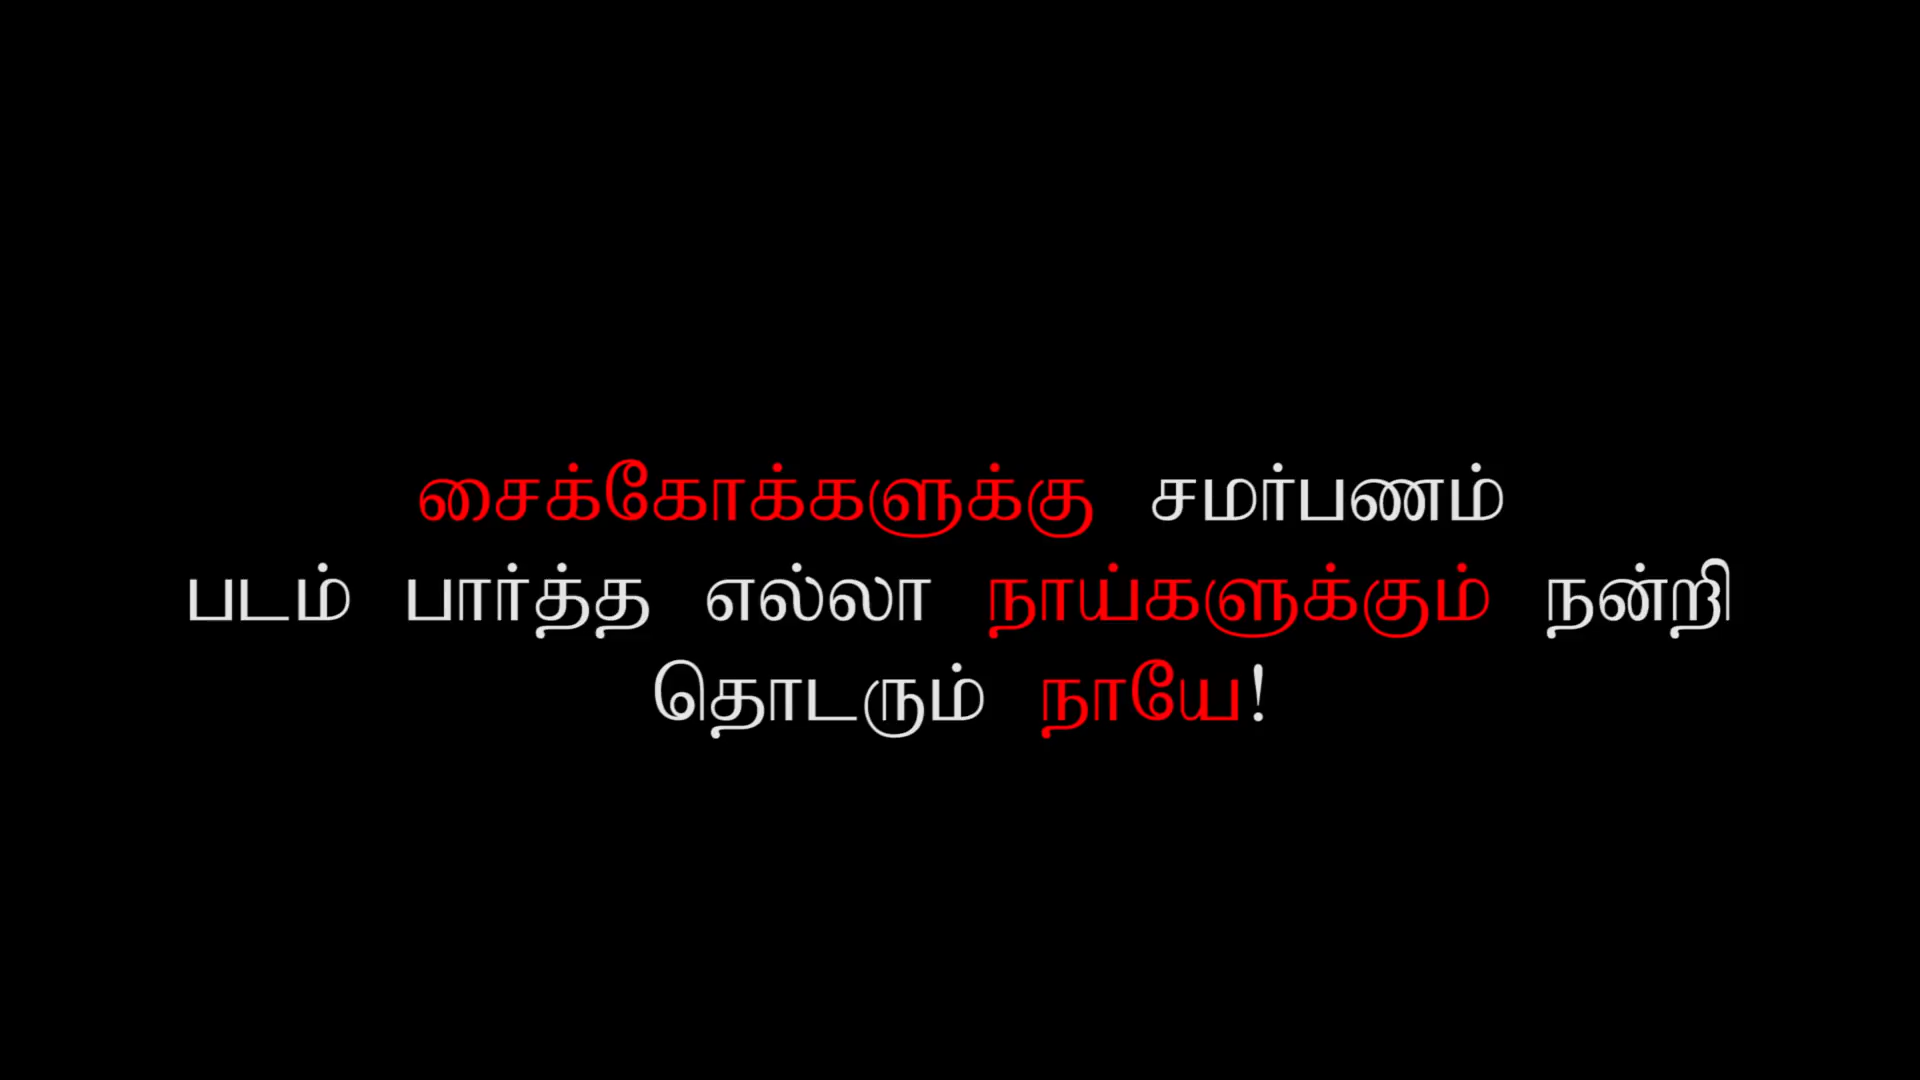 சைக்கோக்களுக்கு சமர்பணம்
படம் பார்த்த எல்லா நாய்களுக்கும் நன்றி
தொடரும் நாயே!